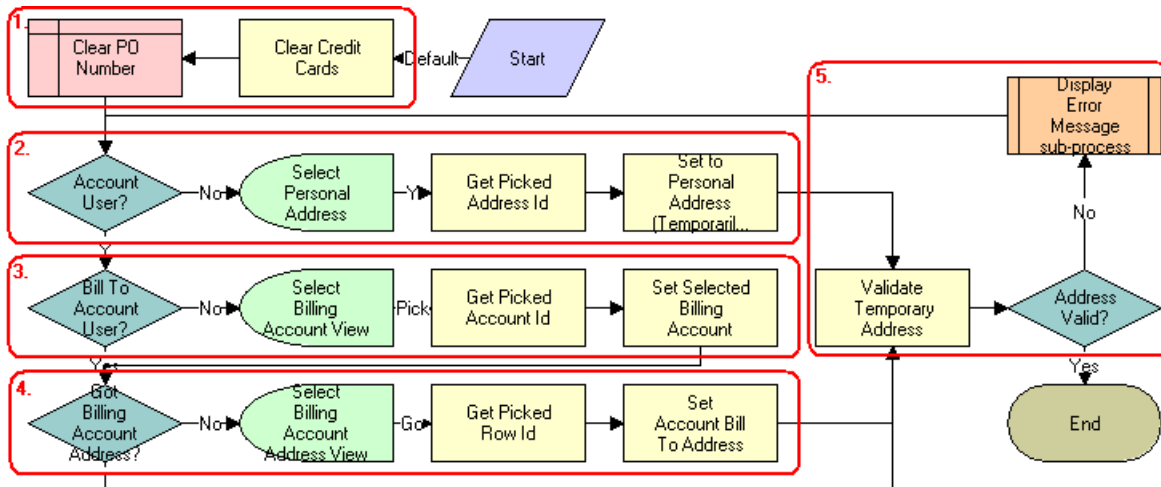 1.
Clear PO
Number
Clear Credit
Cards
Default
Start
5.
Display
Error
Message
sub-process
2.
Account
User?
No
Select
Personal
Address
Y
Get Picked
Address Id
Set to
Personal
Address
(Temporaril...
No
Y
3.
Bill To
Account
User?
No
Select
Billing
Account View
Pick
Get Picked
Account Id
Set Selected
Billing
Account
Validate
Temporary
Address
Address
Valid?
Yes
Yes
4.
Got
Billing
Account
Address?
No
Select
Billing
Account
Address View
Go
Get Picked
Row Id
Set
Account Bill
To Address
End